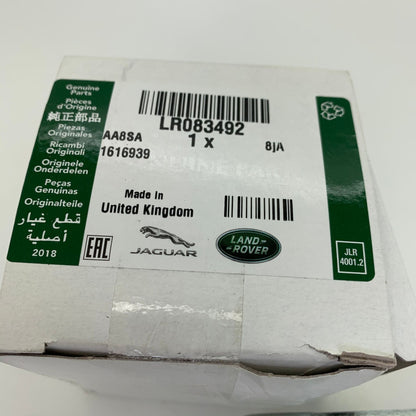 Genuine
Parts
Pièces
d'Origine
純正部品
Piezas
Originales
Ricambi
Originali
Originele
Onderdelen
Peças
Genuinas
Originalteile
قطع غيار
أصلية
2018
LR083492
AA8SA
1 x
8jA
1616939
Made in
United Kingdom
EAC
JAGUAR
LAND-
ROVER
JLR
4001.2